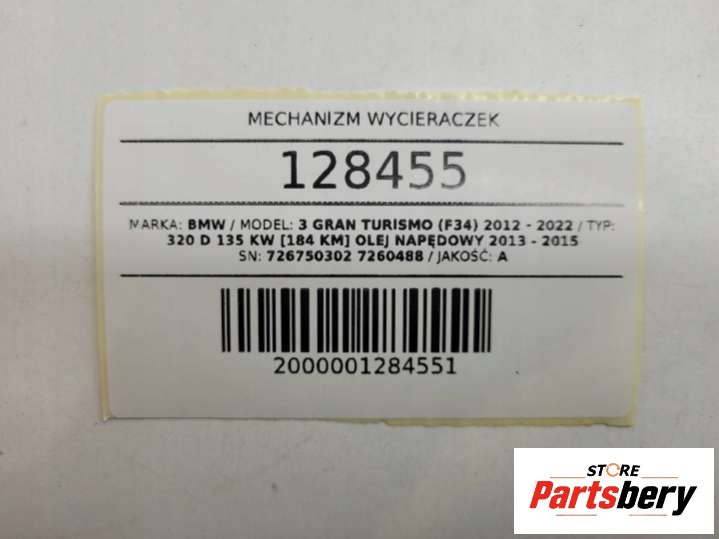 MECHANIZM WYCIERACZEK
128455
MARKA: BMW / MODEL: 3 GRAN TURISMO (F34) 2012 - 2022 / TYP:
320 D 135 KW [184 KM] OLEJ NAPĘDOWY 2013 - 2015
SN: 726750302 7260488 / JAKOŚĆ: A
2000001284551
STORE
Partsbery